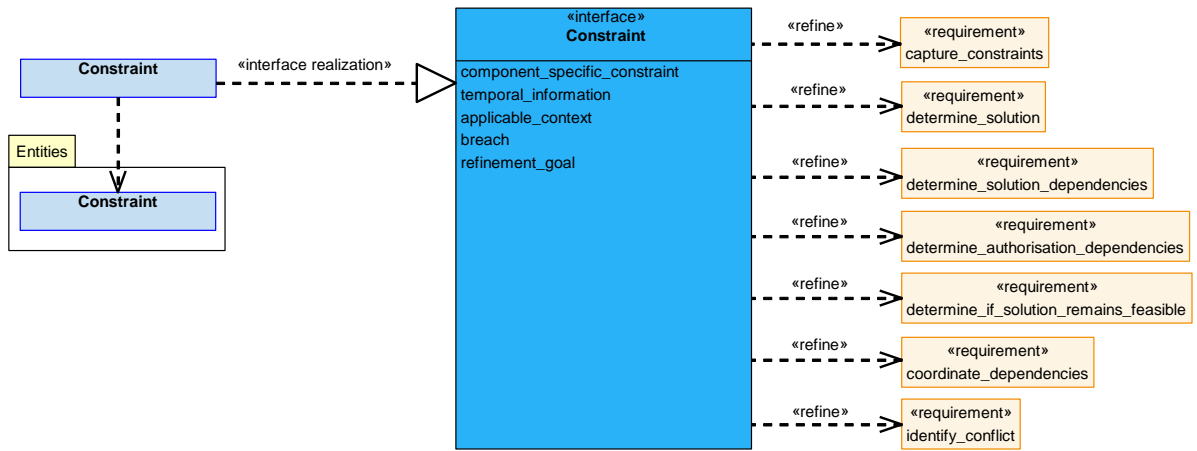 Constraint
«interface realization»
Entities
Constraint
«interface»
Constraint
component_specific_constraint
temporal_information
applicable_context
breach
refinement_goal
«refine»
«requirement»
capture_constraints
«refine»
«requirement»
determine_solution
«refine»
«requirement»
determine_solution_dependencies
«refine»
«requirement»
determine_authorisation_dependencies
«refine»
«requirement»
determine_if_solution_remains_feasible
«refine»
«requirement»
coordinate_dependencies
«refine»
«requirement»
identify_conflict